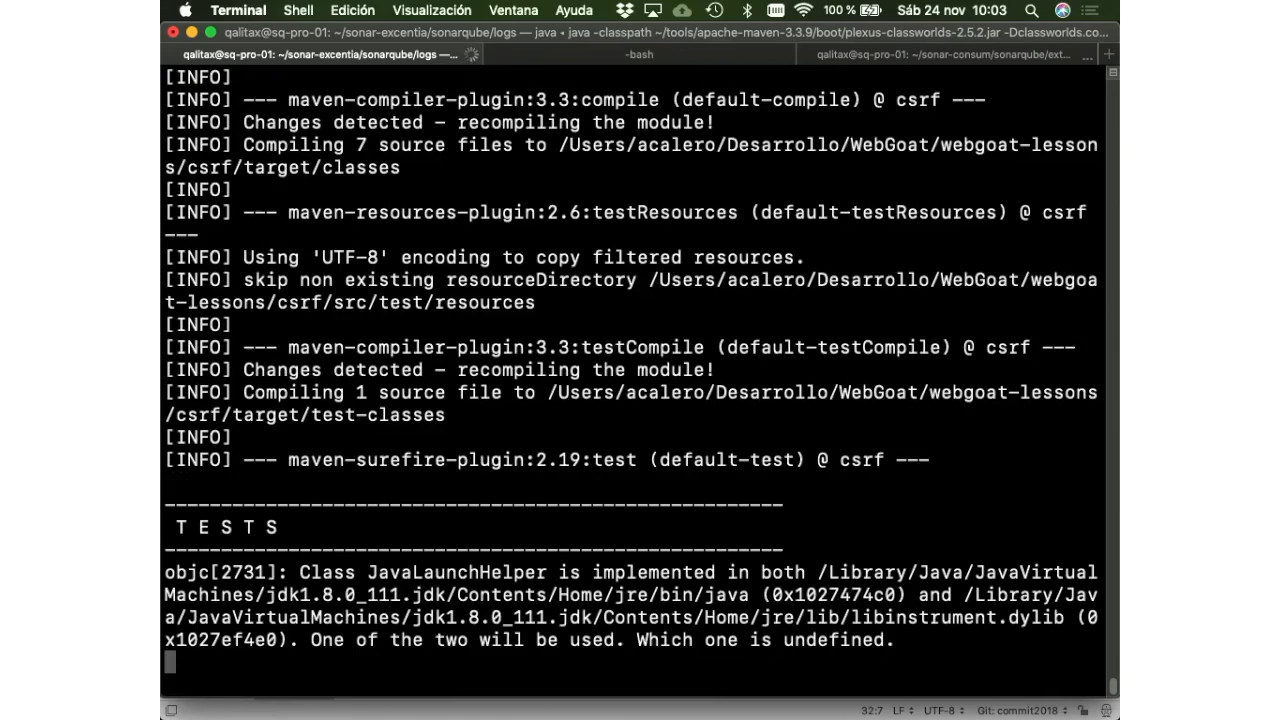 Terminal Shell Edición Visualización Ventana Ayuda 100 % Sáb 24 nov 10:03
qalitax@sq-pro-01: ~/sonar-excentia/sonarqube/logs — java ◂ java -classpath ~/tools/apache-maven-3.3.9/boot/plexus-classworlds-2.5.2.jar -Dclassworlds.co...
qalitax@sq-pro-01: ~/sonar-excentia/sonarqube/logs —... -bash qalitax@sq-pro-01: ~/sonar-consum/sonarqube/ext... ... +
[INFO]
[INFO] --- maven-compiler-plugin:3.3:compile (default-compile) @ csrf ---
[INFO] Changes detected - recompiling the module!
[INFO] Compiling 7 source files to /Users/acalero/Desarrollo/WebGoat/webgoat-lesson
s/csrf/target/classes
[INFO]
[INFO] --- maven-resources-plugin:2.6:testResources (default-testResources) @ csrf
---
[INFO] Using 'UTF-8' encoding to copy filtered resources.
[INFO] skip non existing resourceDirectory /Users/acalero/Desarrollo/WebGoat/webgoa
t-lessons/csrf/src/test/resources
[INFO]
[INFO] --- maven-compiler-plugin:3.3:testCompile (default-testCompile) @ csrf ---
[INFO] Changes detected - recompiling the module!
[INFO] Compiling 1 source file to /Users/acalero/Desarrollo/WebGoat/webgoat-lessons
/csrf/target/test-classes
[INFO]
[INFO] --- maven-surefire-plugin:2.19:test (default-test) @ csrf ---
-------------------------------------------------------
T E S T S
-------------------------------------------------------
objc[2731]: Class JavaLaunchHelper is implemented in both /Library/Java/JavaVirtual
Machines/jdk1.8.0_111.jdk/Contents/Home/jre/bin/java (0x1027474c0) and /Library/Jav
a/JavaVirtualMachines/jdk1.8.0_111.jdk/Contents/Home/jre/lib/libinstrument.dylib (0
x1027ef4e0). One of the two will be used. Which one is undefined.
32:7 LF UTF-8 Git: commit2018